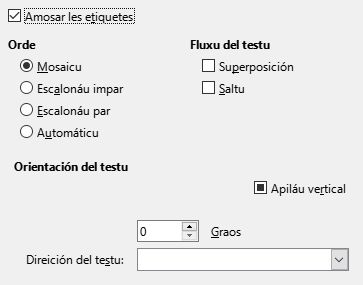 Amosar les etiquetes
Orde
Mosaicu
Escalonáu impar
Escalonáu par
Automáticu
Fluxu del testu
Superposición
Saltu
Orientación del testu
Apiláu vertical
0 Graos
Direición del testu: